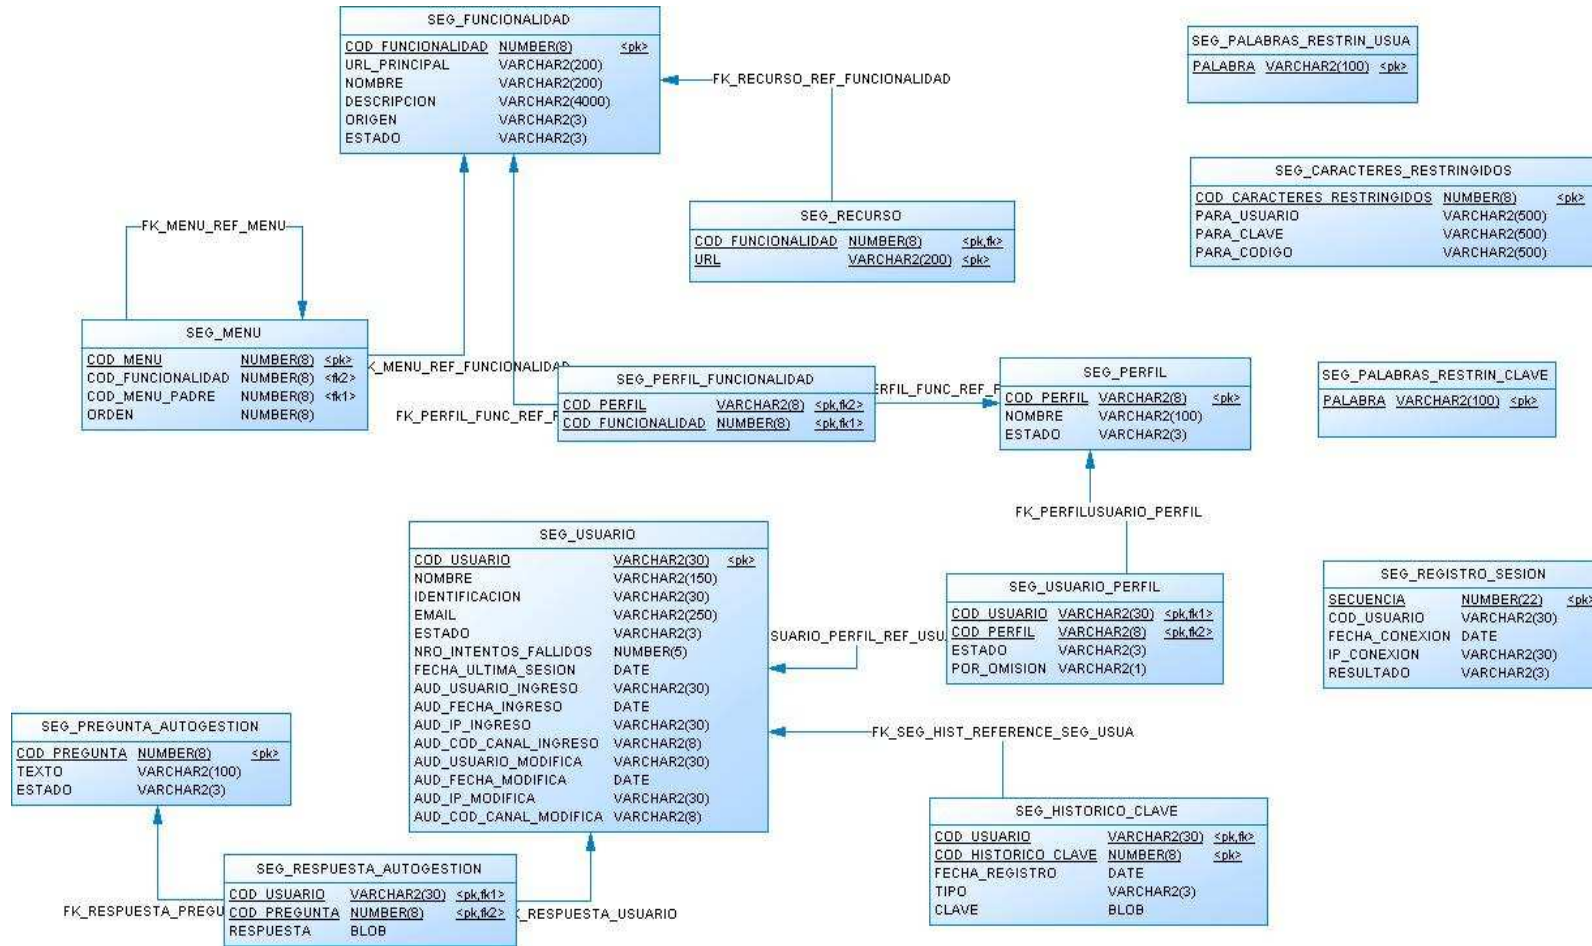 SEG_FUNCIONALIDAD
COD_FUNCIONALIDAD NUMBER(8) <pk>
URL_PRINCIPAL VARCHAR2(200)
NOMBRE VARCHAR2(200)
DESCRIPCION VARCHAR2(4000)
ORIGEN VARCHAR2(3)
ESTADO VARCHAR2(3)
FK_RECURSO_REF_FUNCIONALIDAD
SEG_PALABRAS_RESTRIN_USUA
PALABRA VARCHAR2(100) <pk>
SEG_CARACTERES_RESTRINGIDOS
COD_CARACTERES_RESTRINGIDOS NUMBER(8) <pk>
PARA_USUARIO VARCHAR2(500)
PARA_CLAVE VARCHAR2(500)
PARA_CODIGO VARCHAR2(500)
SEG_RECURSO
COD_FUNCIONALIDAD NUMBER(8) <pk,fk>
URL VARCHAR2(200) <pk>
FK_MENU_REF_MENU
SEG_MENU
COD_MENU NUMBER(8) <pk>
COD_FUNCIONALIDAD NUMBER(8) <fk2>
COD_MENU_PADRE NUMBER(8) <fk1>
ORDEN NUMBER(8)
K_MENU_REF_FUNCIONALIDAD
FK_PERFIL_FUNC_REF_F
SEG_PERFIL_FUNCIONALIDAD
COD_PERFIL VARCHAR2(8) <pk,fk2>
COD_FUNCIONALIDAD NUMBER(8) <pk,fk1>
ERFIL_FUNC_REF_P
SEG_PERFIL
COD_PERFIL VARCHAR2(8) <pk>
NOMBRE VARCHAR2(100)
ESTADO VARCHAR2(3)
SEG_PALABRAS_RESTRIN_CLAVE
PALABRA VARCHAR2(100) <pk>
FK_PERFILUSUARIO_PERFIL
SEG_USUARIO
COD_USUARIO VARCHAR2(30) <pk>
NOMBRE VARCHAR2(150)
IDENTIFICACION VARCHAR2(30)
EMAIL VARCHAR2(250)
ESTADO VARCHAR2(3)
NRO_INTENTOS_FALLIDOS NUMBER(5)
FECHA_ULTIMA_SESION DATE
AUD_USUARIO_INGRESO VARCHAR2(30)
AUD_FECHA_INGRESO DATE
AUD_IP_INGRESO VARCHAR2(30)
AUD_COD_CANAL_INGRESO VARCHAR2(8)
AUD_USUARIO_MODIFICA VARCHAR2(30)
AUD_FECHA_MODIFICA DATE
AUD_IP_MODIFICA VARCHAR2(30)
AUD_COD_CANAL_MODIFICA VARCHAR2(8)
SUARIO_PERFIL_REF_USU
SEG_USUARIO_PERFIL
COD_USUARIO VARCHAR2(30) <pk,fk1>
COD_PERFIL VARCHAR2(8) <pk,fk2>
ESTADO VARCHAR2(3)
POR_OMISION VARCHAR2(1)
SEG_REGISTRO_SESION
SECUENCIA NUMBER(22) <pk>
COD_USUARIO VARCHAR2(30)
FECHA_CONEXION DATE
IP_CONEXION VARCHAR2(30)
RESULTADO VARCHAR2(3)
FK_SEG_HIST_REFERENCE_SEG_USUA
SEG_PREGUNTA_AUTOGESTION
COD_PREGUNTA NUMBER(8) <pk>
TEXTO VARCHAR2(100)
ESTADO VARCHAR2(3)
SEG_HISTORICO_CLAVE
COD_USUARIO VARCHAR2(30) <pk,fk>
COD_HISTORICO_CLAVE NUMBER(8) <pk>
FECHA_REGISTRO DATE
TIPO VARCHAR2(3)
CLAVE BLOB
SEG_RESPUESTA_AUTOGESTION
COD_USUARIO VARCHAR2(30) <pk,fk1>
COD_PREGUNTA NUMBER(8) <pk,fk2>
RESPUESTA BLOB
FK_RESPUESTA_PREGU
K_RESPUESTA_USUARIO